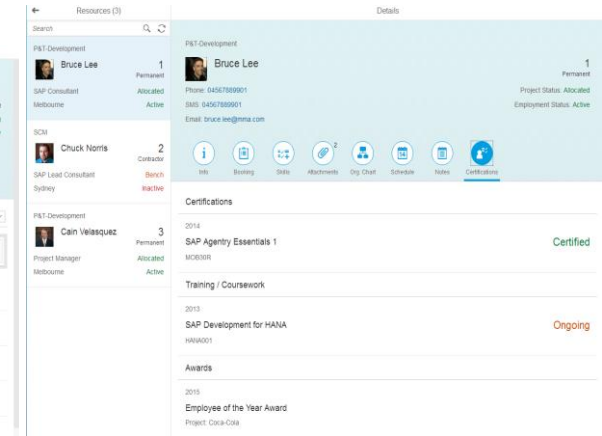 Resources (3)
Search
P&T-Development
Bruce Lee
1
Permanent
SAP Consultant
Allocated
Melbourne
Active
SCM
Chuck Norris
2
Contractor
SAP Lead Consultant
Bench
Sydney
Inactive
P&T-Development
Cain Velasquez
3
Permanent
Project Manager
Allocated
Melbourne
Active
Details
P&T-Development
Bruce Lee
1
Permanent
Phone: 04567889901
Project Status: Allocated
SMS: 04567889901
Employment Status: Active
Email: bruce.lee@mma.com
2
14
Info
Booking
Skills
Attachments
Org. Chart
Schedule
Notes
Certifications
Certifications
2014
SAP Agentry Essentials 1
Certified
MOB30R
Training / Coursework
2013
SAP Development for HANA
Ongoing
HANA001
Awards
2015
Employee of the Year Award
Project: Coca-Cola